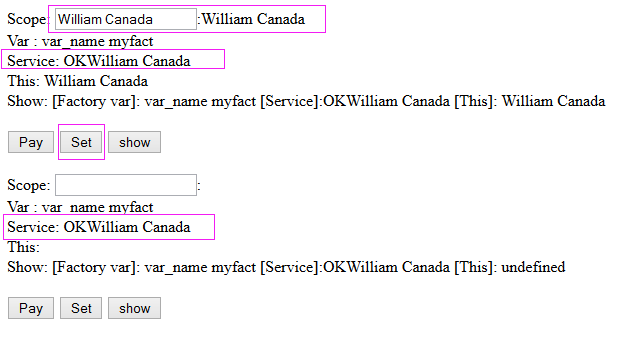 Scope: William Canada :William Canada
Var : var_name myfact
Service: OKWilliam Canada
This: William Canada
Show: [Factory var]: var_name myfact [Service]:OKWilliam Canada [This]: William Canada
Pay Set show
Scope: :
Var : var_name myfact
Service: OKWilliam Canada
This:
Show: [Factory var]: var_name myfact [Service]:OKWilliam Canada [This]: undefined
Pay Set show